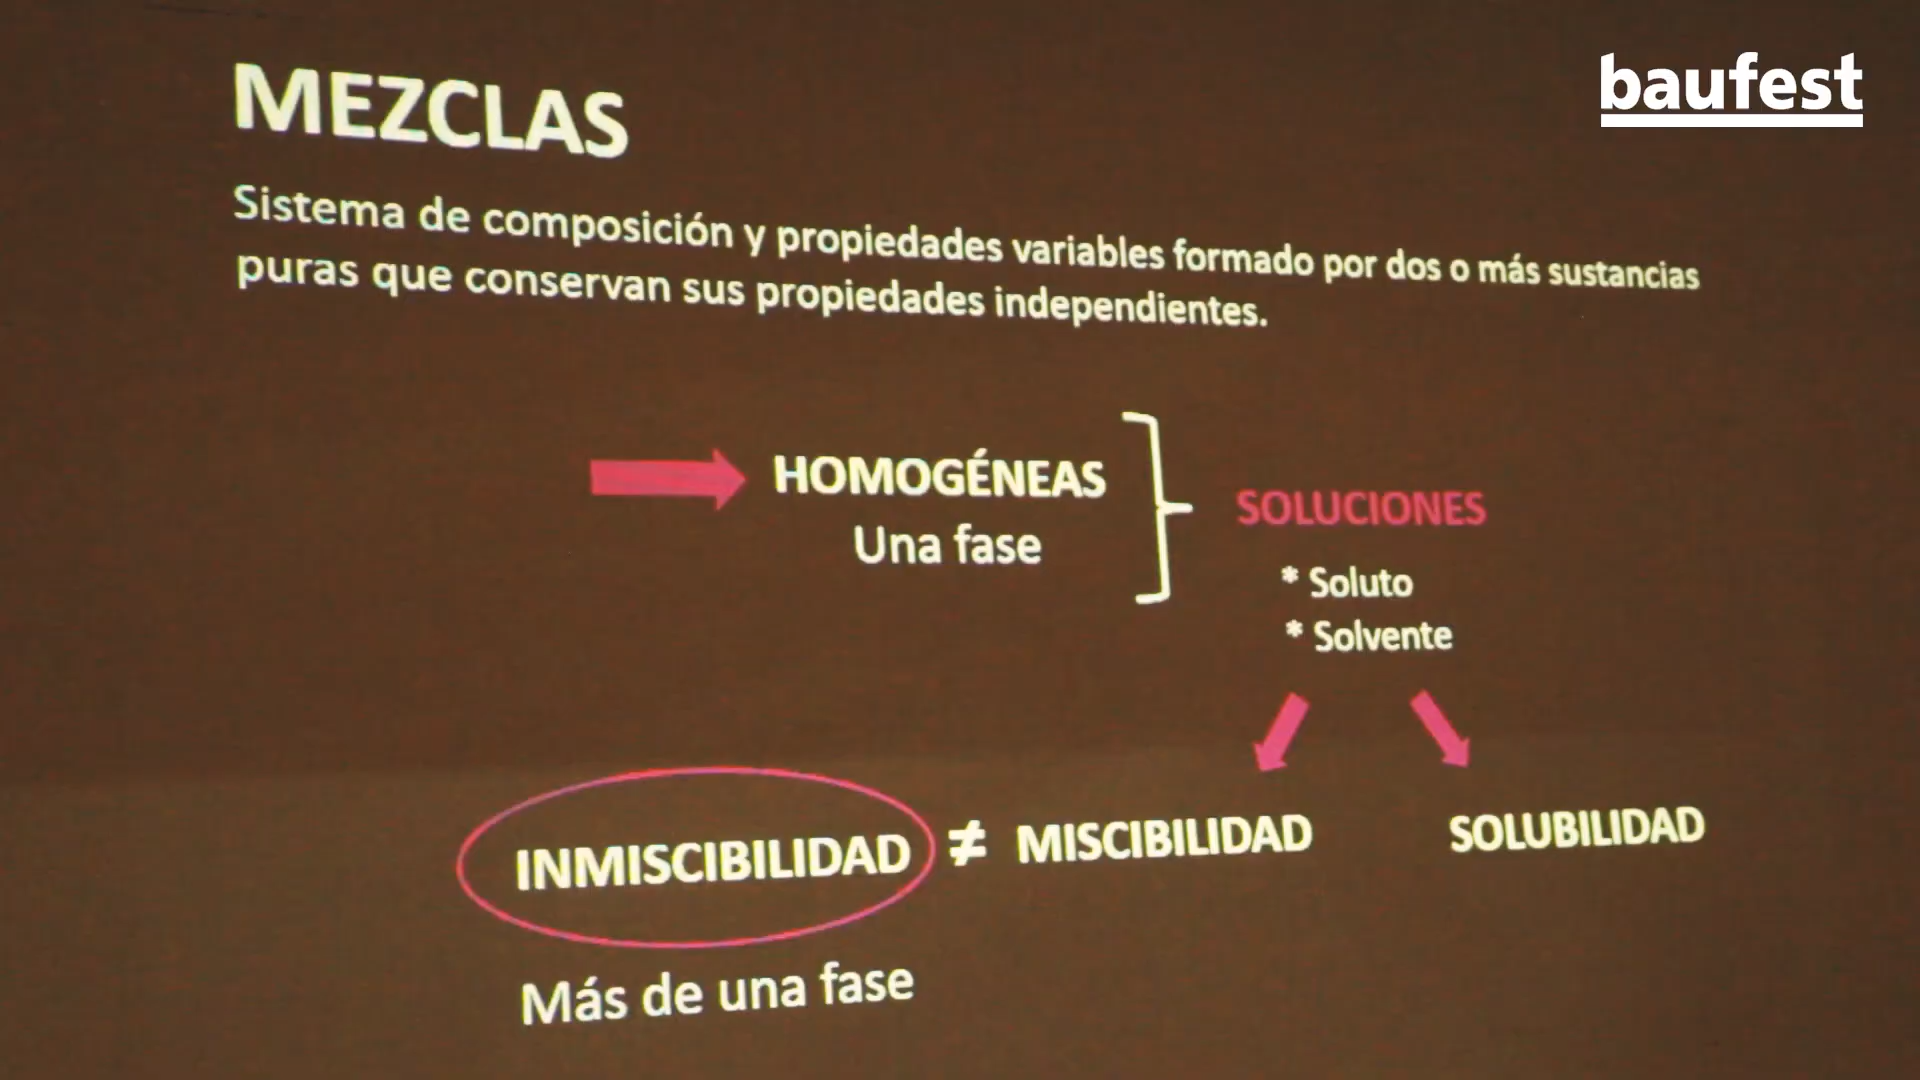 baufest
MEZCLAS
Sistema de composición y propiedades variables formado por dos o más sustancias
puras que conservan sus propiedades independientes.
HOMOGÉNEAS
Una fase
SOLUCIONES
* Soluto
* Solvente
INMISCIBILIDAD ≠ MISCIBILIDAD SOLUBILIDAD
Más de una fase